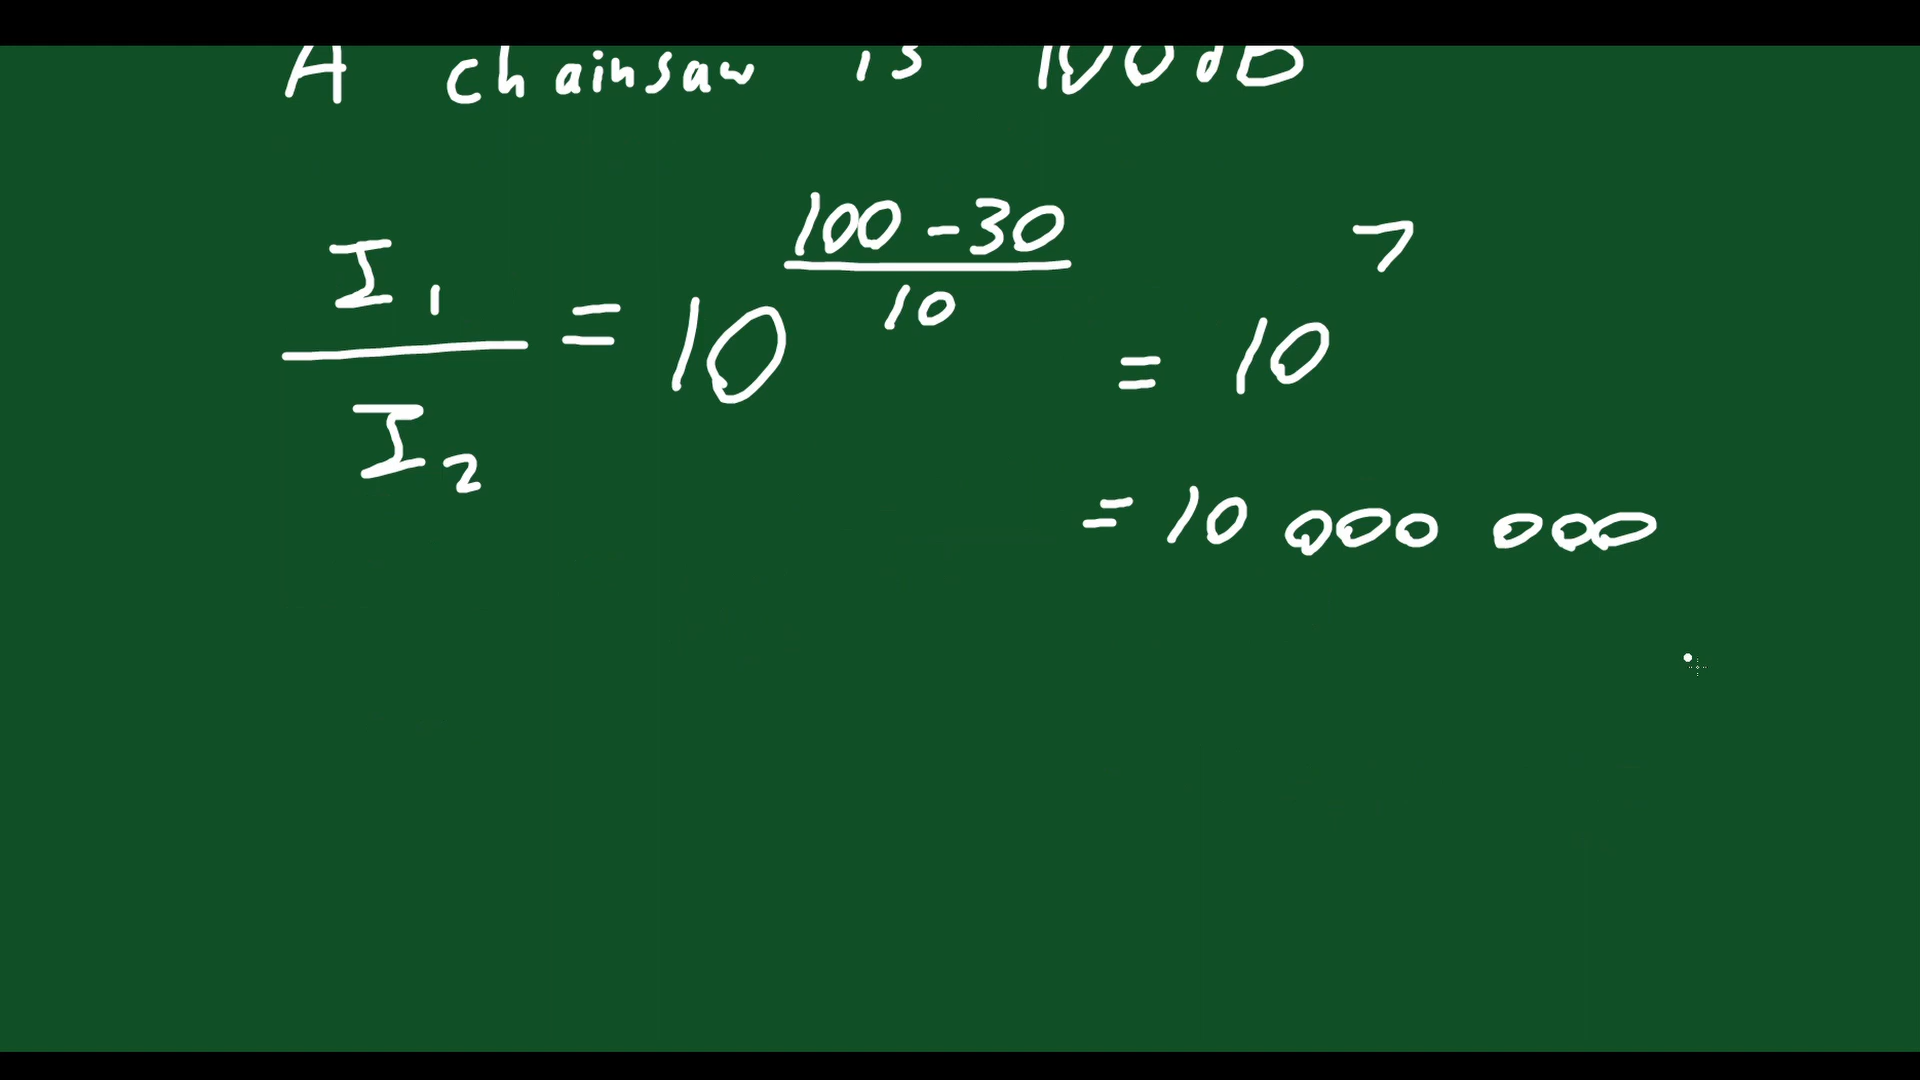 A chainsaw is 100dB
I₁/I₂ = 10^((100-30)/10) = 10^7
= 10 000 000